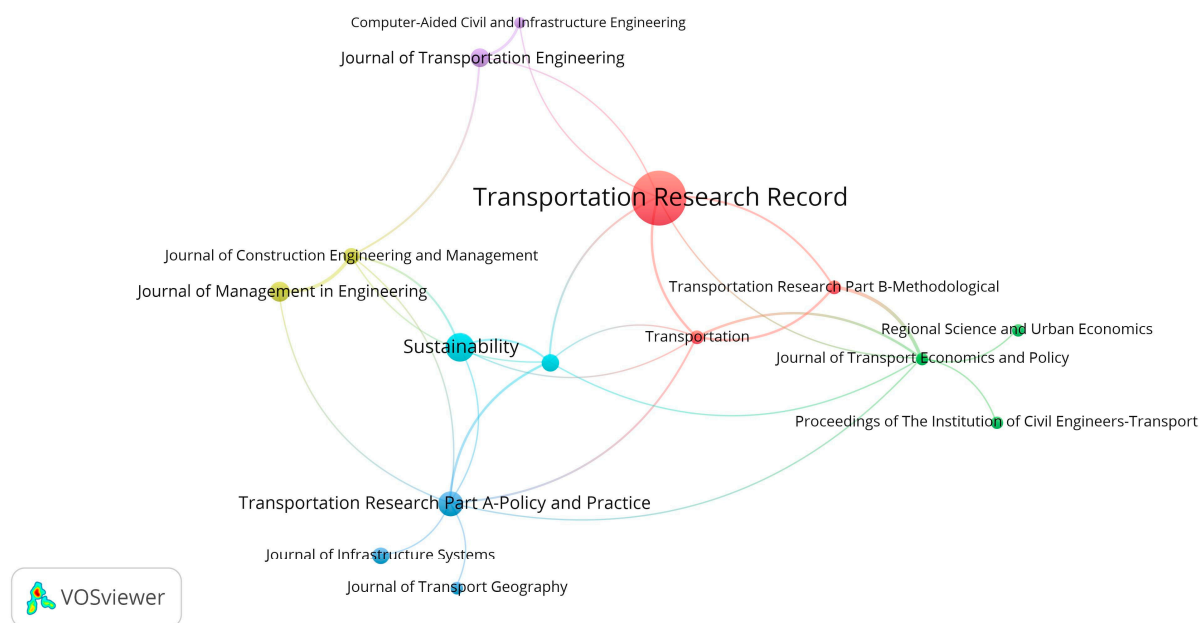 Computer-Aided Civil and Infrastructure Engineering
Journal of Transportation Engineering
Transportation Research Record
Journal of Construction Engineering and Management
Journal of Management in Engineering
Transportation Research Part B-Methodological
Regional Science and Urban Economics
Transportation
Sustainability
Journal of Transport Economics and Policy
Proceedings of The Institution of Civil Engineers-Transport
Transportation Research Part A-Policy and Practice
Journal of Infrastructure Systems
Journal of Transport Geography
VOSviewer